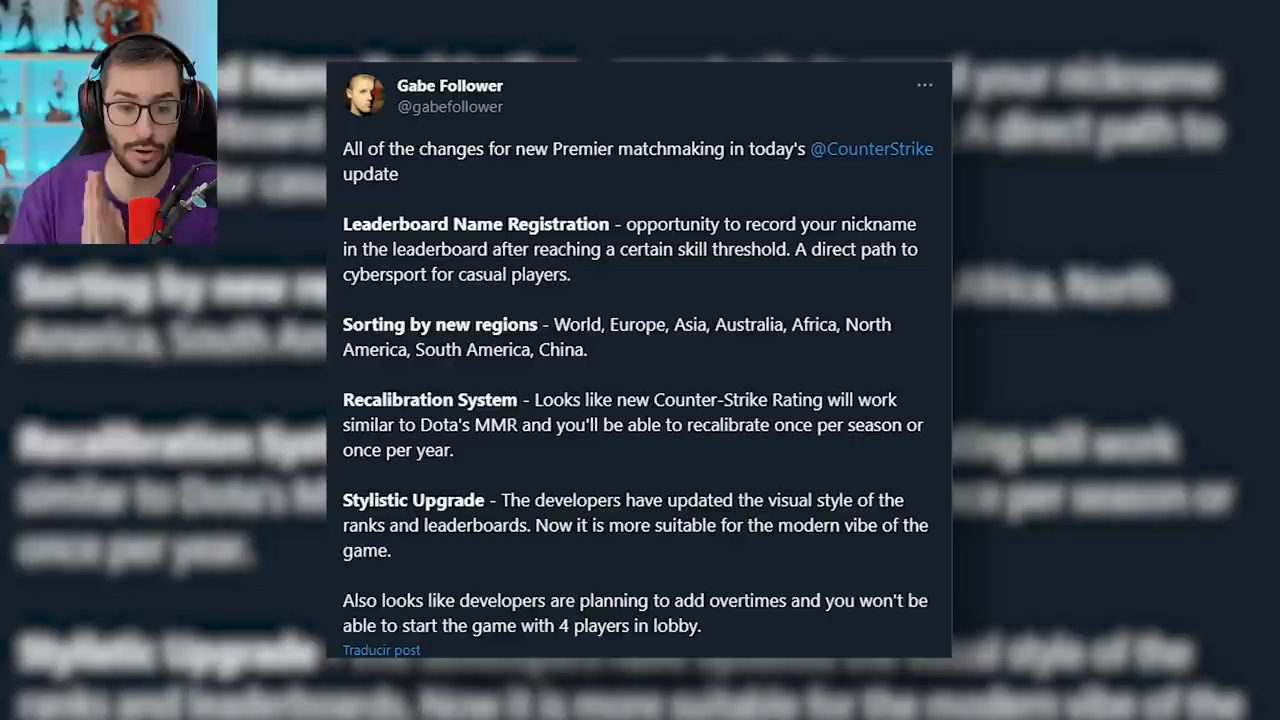 Gabe Follower
@gabefollower
All of the changes for new Premier matchmaking in today's @CounterStrike
update
Leaderboard Name Registration - opportunity to record your nickname
in the leaderboard after reaching a certain skill threshold. A direct path to
cybersport for casual players.
Sorting by new regions - World, Europe, Asia, Australia, Africa, North
America, South America, China.
Recalibration System - Looks like new Counter-Strike Rating will work
similar to Dota's MMR and you'll be able to recalibrate once per season or
once per year.
Stylistic Upgrade - The developers have updated the visual style of the
ranks and leaderboards. Now it is more suitable for the modern vibe of the
game.
Also looks like developers are planning to add overtimes and you won't be
able to start the game with 4 players in lobby.
Traducir post